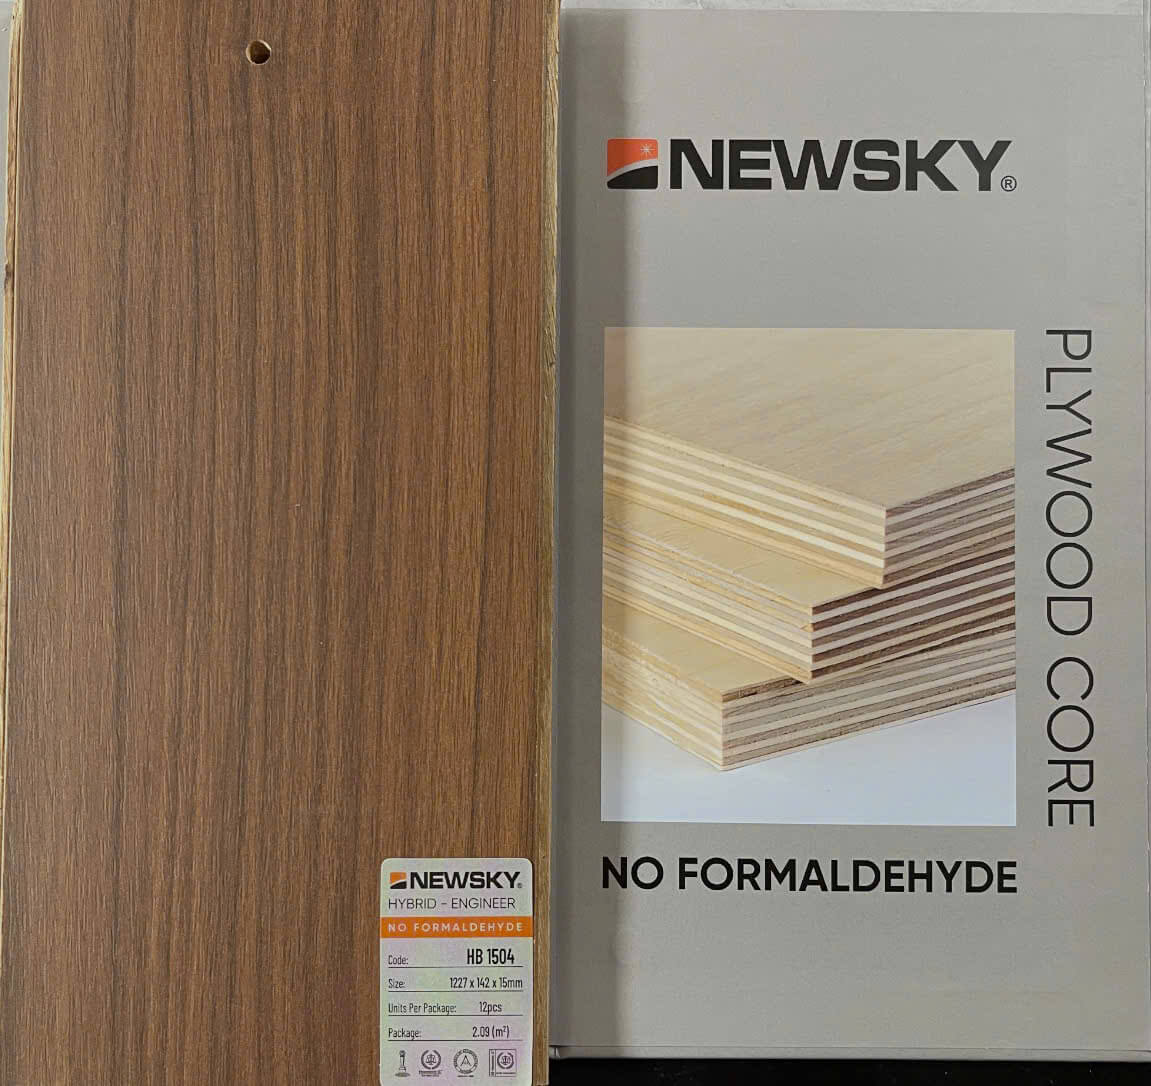 NEWSKY®
PLYWOOD CORE
NO FORMALDEHYDE
NEWSKY®
HYBRID - ENGINEER
NO FORMALDEHYDE
Code: HB 1504
Size: 1227 x 142 x 15mm
Units Per Package: 12pcs
Package: 2.09 (m²)